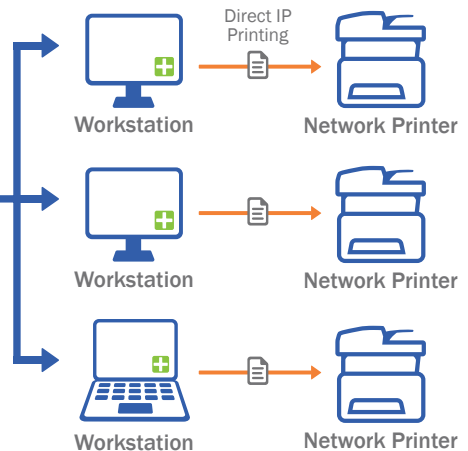 Direct IP
Printing
Workstation
Network Printer
Workstation
Network Printer
Workstation
Network Printer